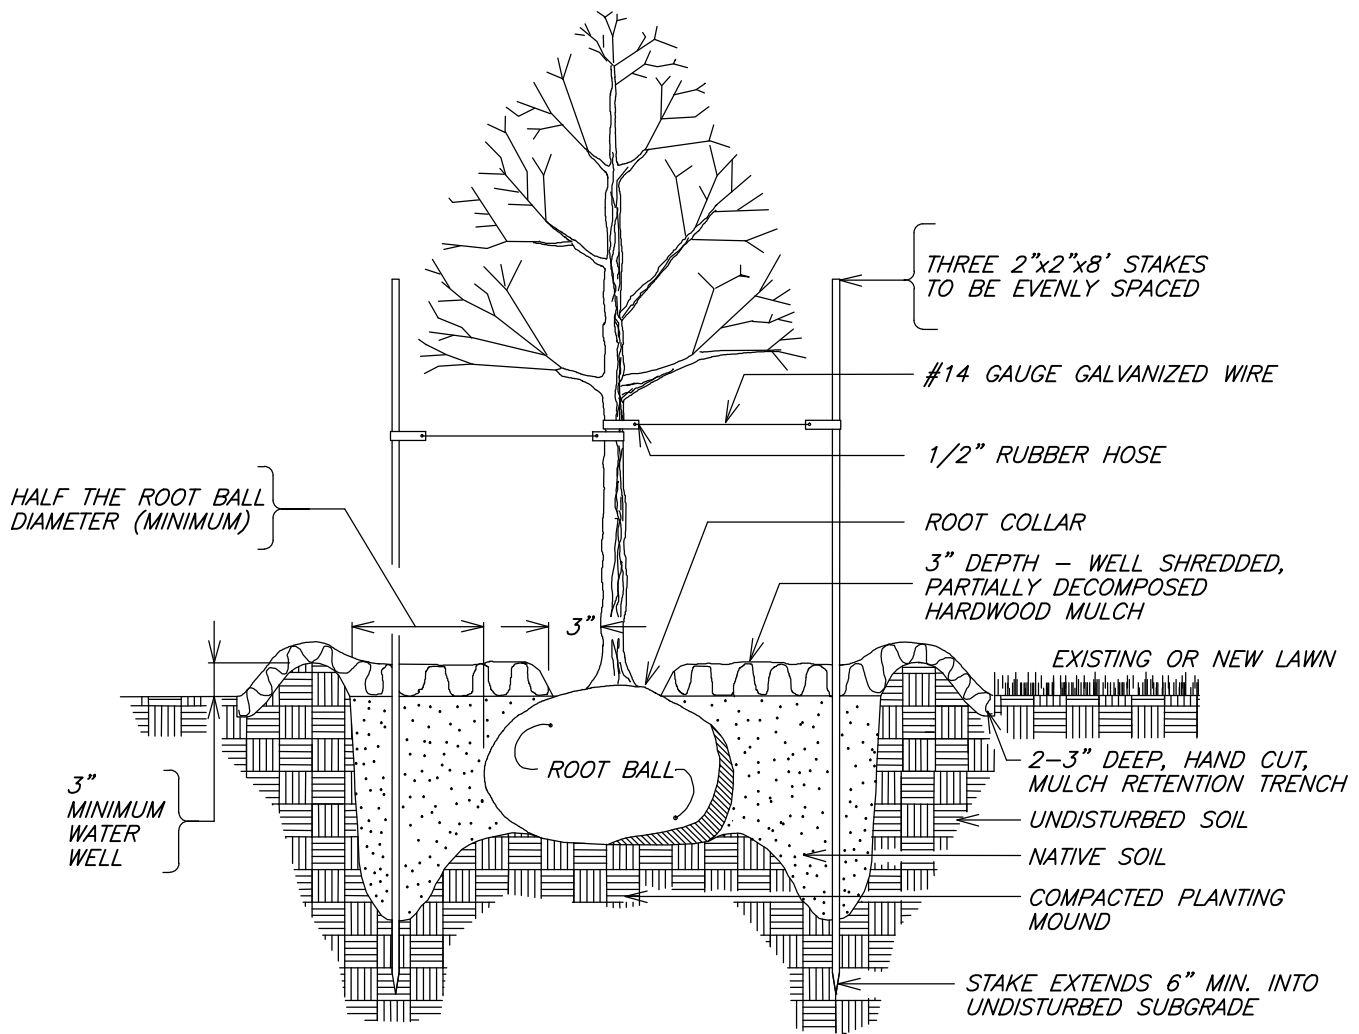 THREE 2"x2"x8' STAKES
TO BE EVENLY SPACED
#14 GAUGE GALVANIZED WIRE
1/2" RUBBER HOSE
HALF THE ROOT BALL
DIAMETER (MINIMUM)
ROOT COLLAR
3" DEPTH – WELL SHREDDED,
PARTIALLY DECOMPOSED
HARDWOOD MULCH
3"
EXISTING OR NEW LAWN
ROOT BALL
2-3" DEEP, HAND CUT,
MULCH RETENTION TRENCH
3"
MINIMUM
WATER
WELL
UNDISTURBED SOIL
NATIVE SOIL
COMPACTED PLANTING
MOUND
STAKE EXTENDS 6" MIN. INTO
UNDISTURBED SUBGRADE